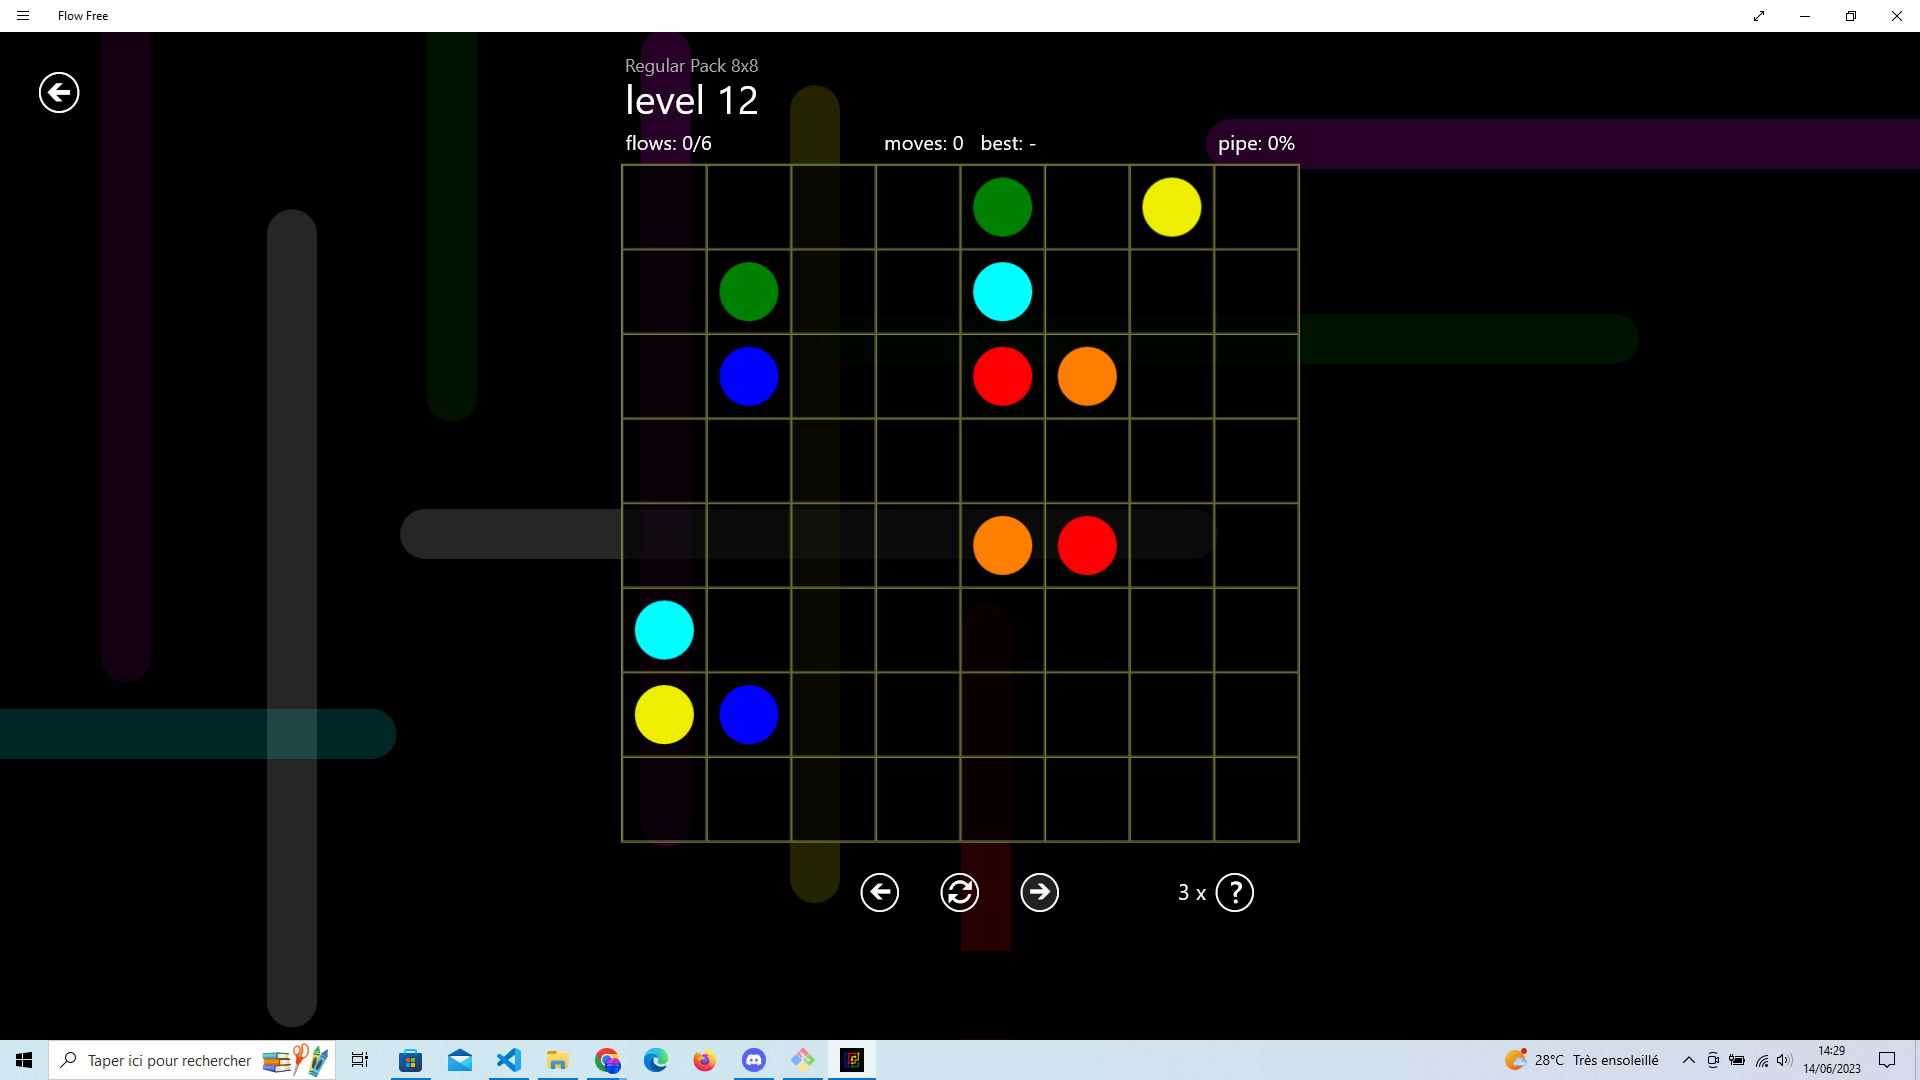 Flow Free
Regular Pack 8x8
level 12
flows: 0/6 moves: 0 best: - pipe: 0%
3 x ?
Taper ici pour rechercher
28°C Très ensoleillé
14:29
14/06/2023